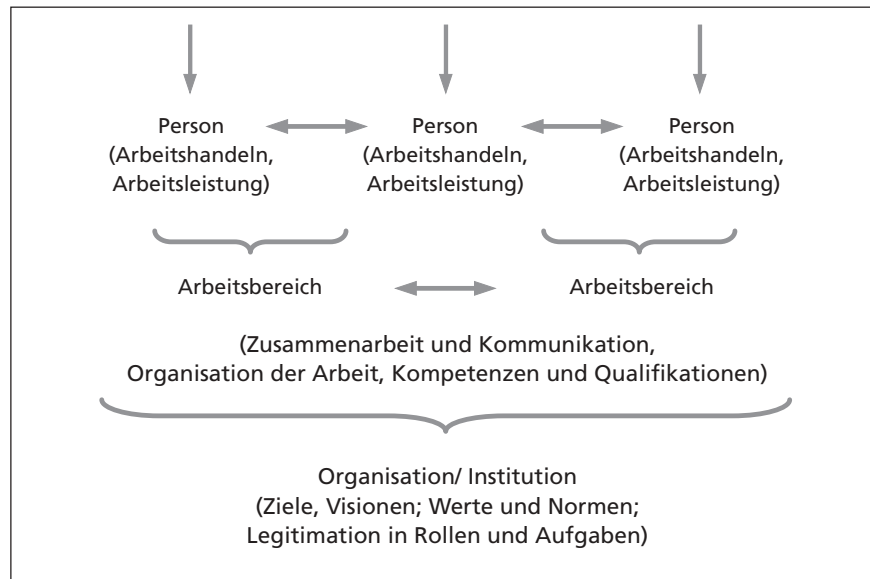 Person Person Person
(Arbeitshandeln, (Arbeitshandeln, (Arbeitshandeln,
Arbeitsleistung) Arbeitsleistung) Arbeitsleistung)
Arbeitsbereich Arbeitsbereich
(Zusammenarbeit und Kommunikation,
Organisation der Arbeit, Kompetenzen und Qualifikationen)
Organisation/ Institution
(Ziele, Visionen; Werte und Normen;
Legitimation in Rollen und Aufgaben)